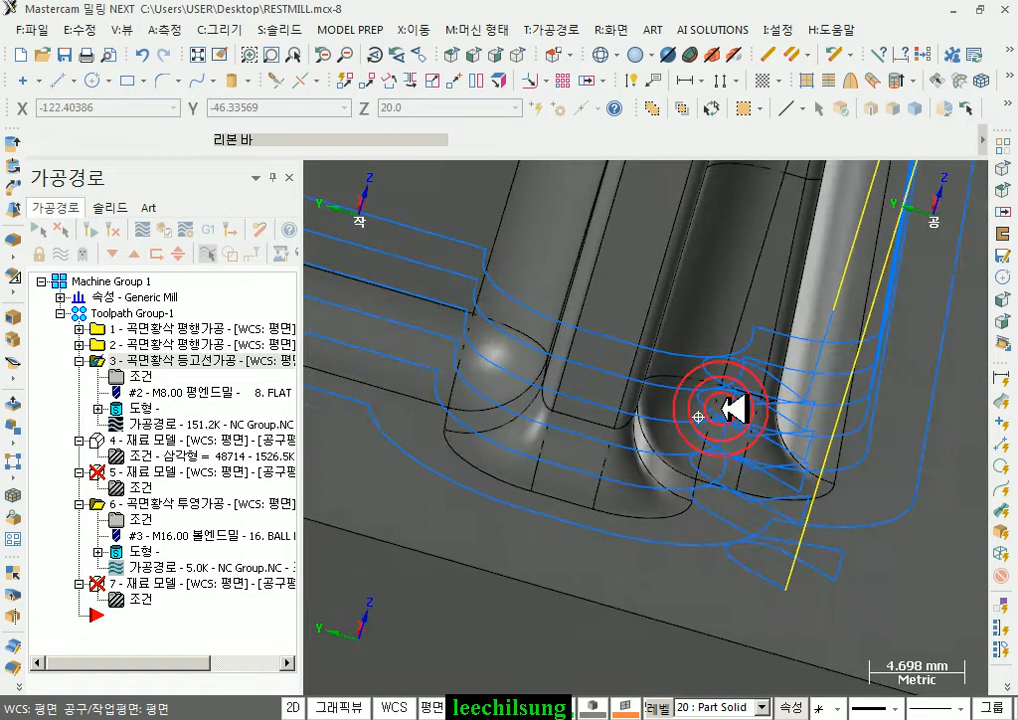 Mastercam 밀링 NEXT C:\Users\USER\Desktop\RESTMILL.mcx-8
F:파일 E:수정 V:뷰 A:측정 C:그리기 S:솔리드 MODEL PREP X:이동 M:머신 형태 T:가공경로 R:화면 ART AI SOLUTIONS I:설정 H:도움말
X -122.40386 Y -46.33569 Z 20.0
리본 바
가공경로
가공경로 솔리드 Art
G1
Machine Group 1
속성 - Generic Mill
Toolpath Group-1
1 - 곡면황삭 평행가공 - [WCS: 평면]
2 - 곡면황삭 평행가공 - [WCS: 평면]
3 - 곡면황삭 등고선가공 - [WCS: 평면
조건
#2 - M8.00 평엔드밀 - 8. FLAT
도형 -
가공경로 - 151.2K - NC Group.NC
4 - 재료 모델 - [WCS: 평면] - [공구평
조건 - 삼각형 = 48714 - 1526.5K
5 - 재료 모델 - [WCS: 평면] - [공구평
조건
6 - 곡면황삭 투영가공 - [WCS: 평면]
조건
#3 - M16.00 볼엔드밀 - 16. BALL
도형 -
가공경로 - 5.0K - NC Group.NC -
7 - 재료 모델 - [WCS: 평면] - [공구평
조건
Z
Y
작
Z
Y
공
Z
Y
4.698 mm
Metric
WCS: 평면 공구/작업평면: 평면
2D 그래픽뷰 WCS 평면 leechilsung 레벨 20 : Part Solid 속성 그룹